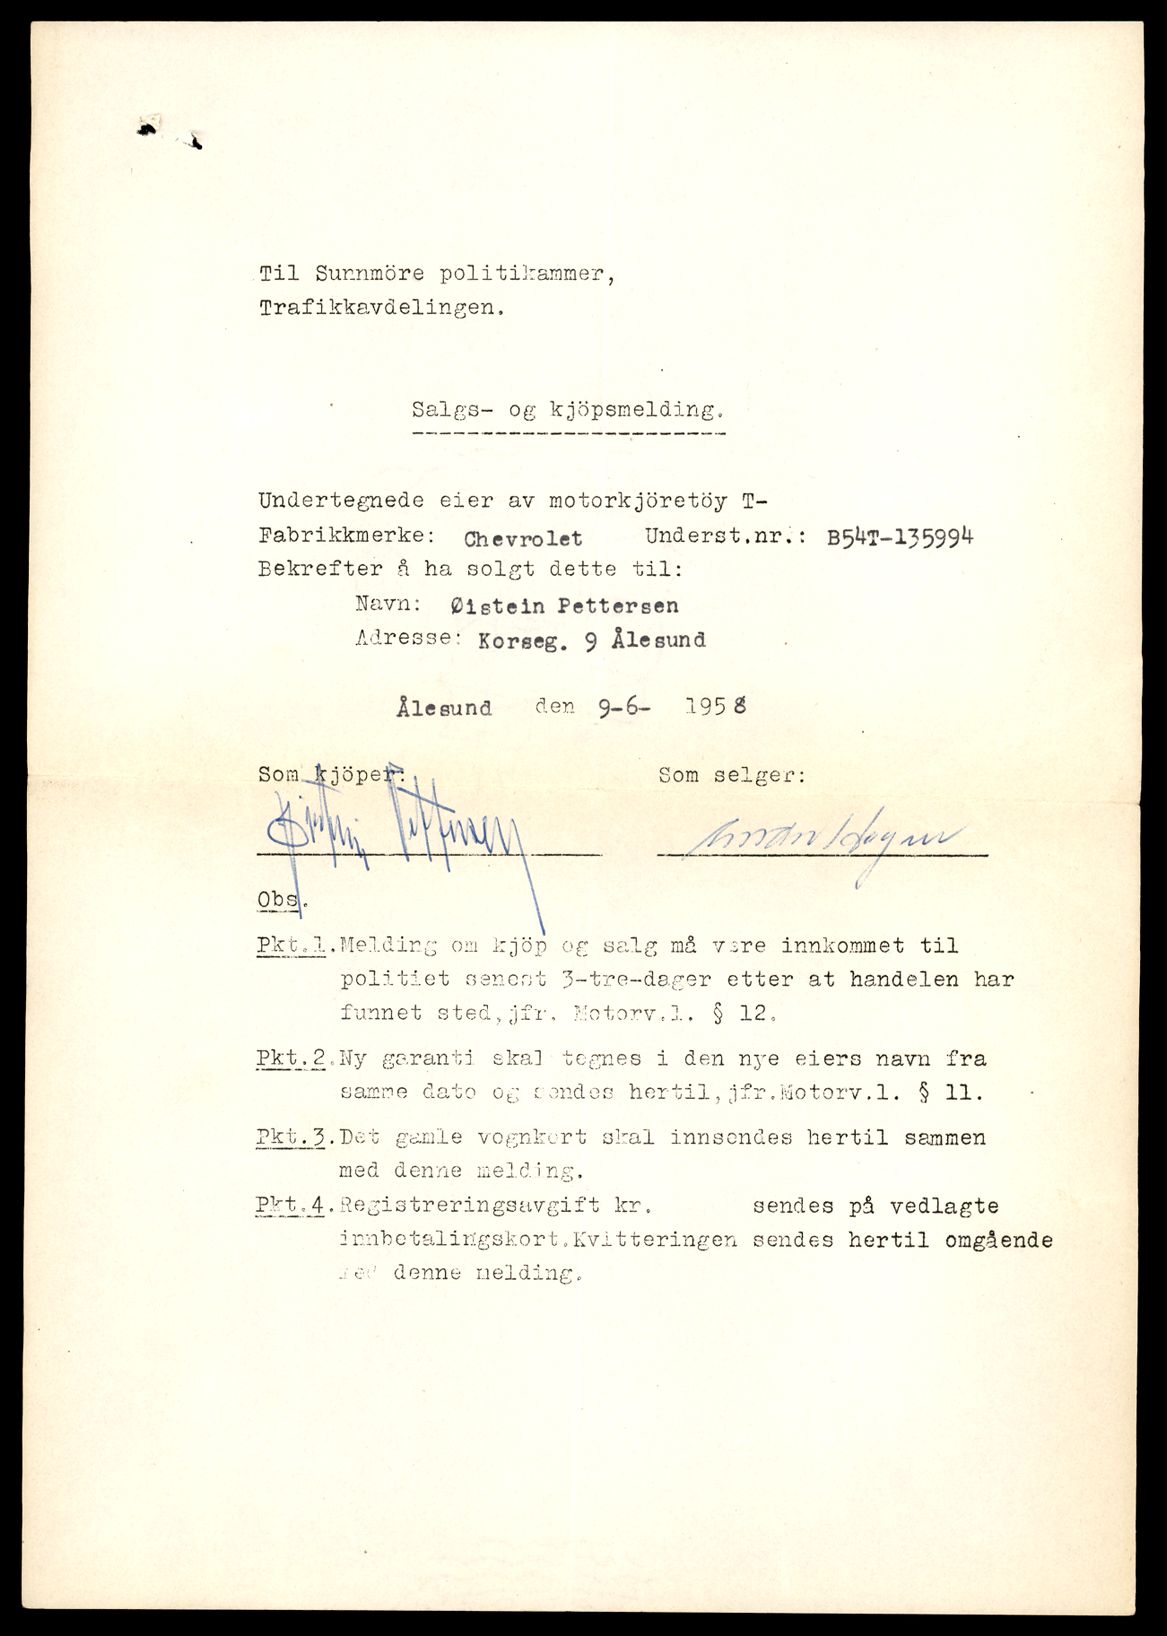 Til Sunnmöre politikammer,
Trafikkavdelingen.
Salgs- og kjöpsmelding.
Undertegnede eier av motorkjöretöy T-
Fabrikkmerke: Chevrolet Underst.nr.: B54T-135994
Bekrefter å ha solgt dette til:
Navn: Øistein Pettersen
Adresse: Korseg. 9 Ålesund
Ålesund den 9-6- 1958
Som kjöper: Som selger:
Øistein Pettersen
Obs.
Pkt.1.Melding om kjöp og salg må være innkommet til
politiet senest 3-tre-dager etter at handelen har
funnet sted,jfr. Motorv.l. § 12.
Pkt.2.Ny garanti skal tegnes i den nye eiers navn fra
samme dato og sendes hertil,jfr.Motorv.l. § 11.
Pkt.3.Det gamle vognkort skal innsendes hertil sammen
med denne melding.
Pkt.4.Registreringsavgift kr. sendes på vedlagte
innbetalingskort.Kvitteringen sendes hertil omgående
med denne melding.